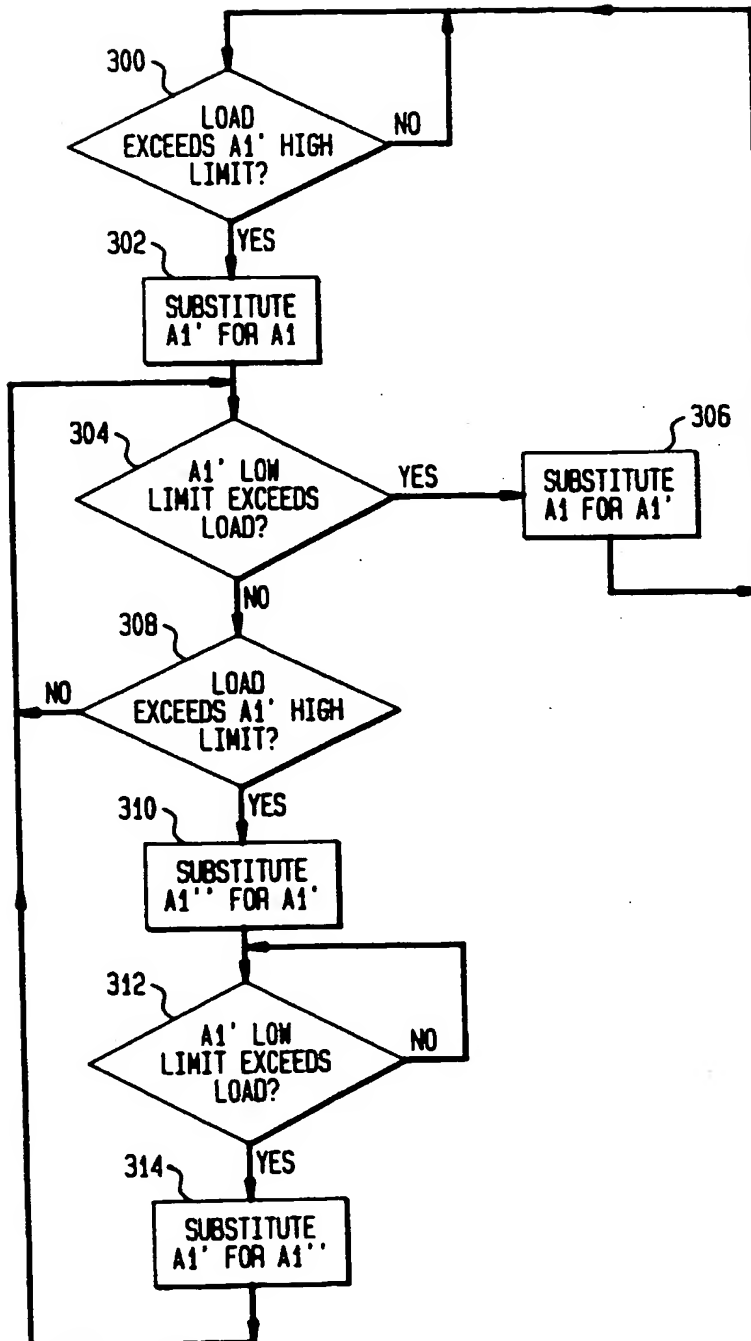 300
LOAD
EXCEEDS A1' HIGH
LIMIT?
NO
YES
302
SUBSTITUTE
A1' FOR A1
304
A1' LOW
LIMIT EXCEEDS
LOAD?
YES
306
SUBSTITUTE
A1 FOR A1'
NO
308
LOAD
EXCEEDS A1' HIGH
LIMIT?
NO
YES
310
SUBSTITUTE
A1'' FOR A1'
312
A1' LOW
LIMIT EXCEEDS
LOAD?
NO
YES
314
SUBSTITUTE
A1' FOR A1''